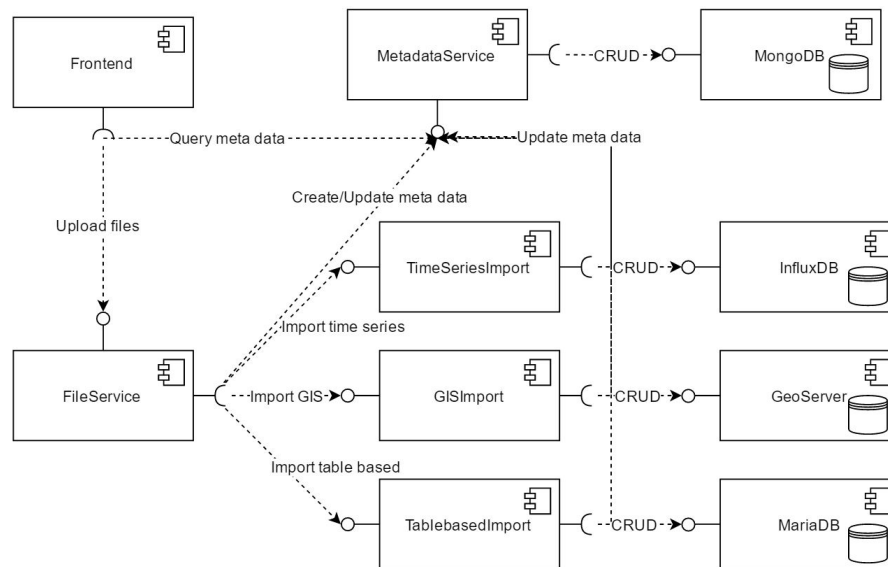 Frontend
MetadataService
CRUD
MongoDB
Query meta data
Update meta data
Create/Update meta data
Upload files
TimeSeriesImport
CRUD
InfluxDB
Import time series
FileService
Import GIS
GISImport
CRUD
GeoServer
Import table based
TablebasedImport
CRUD
MariaDB